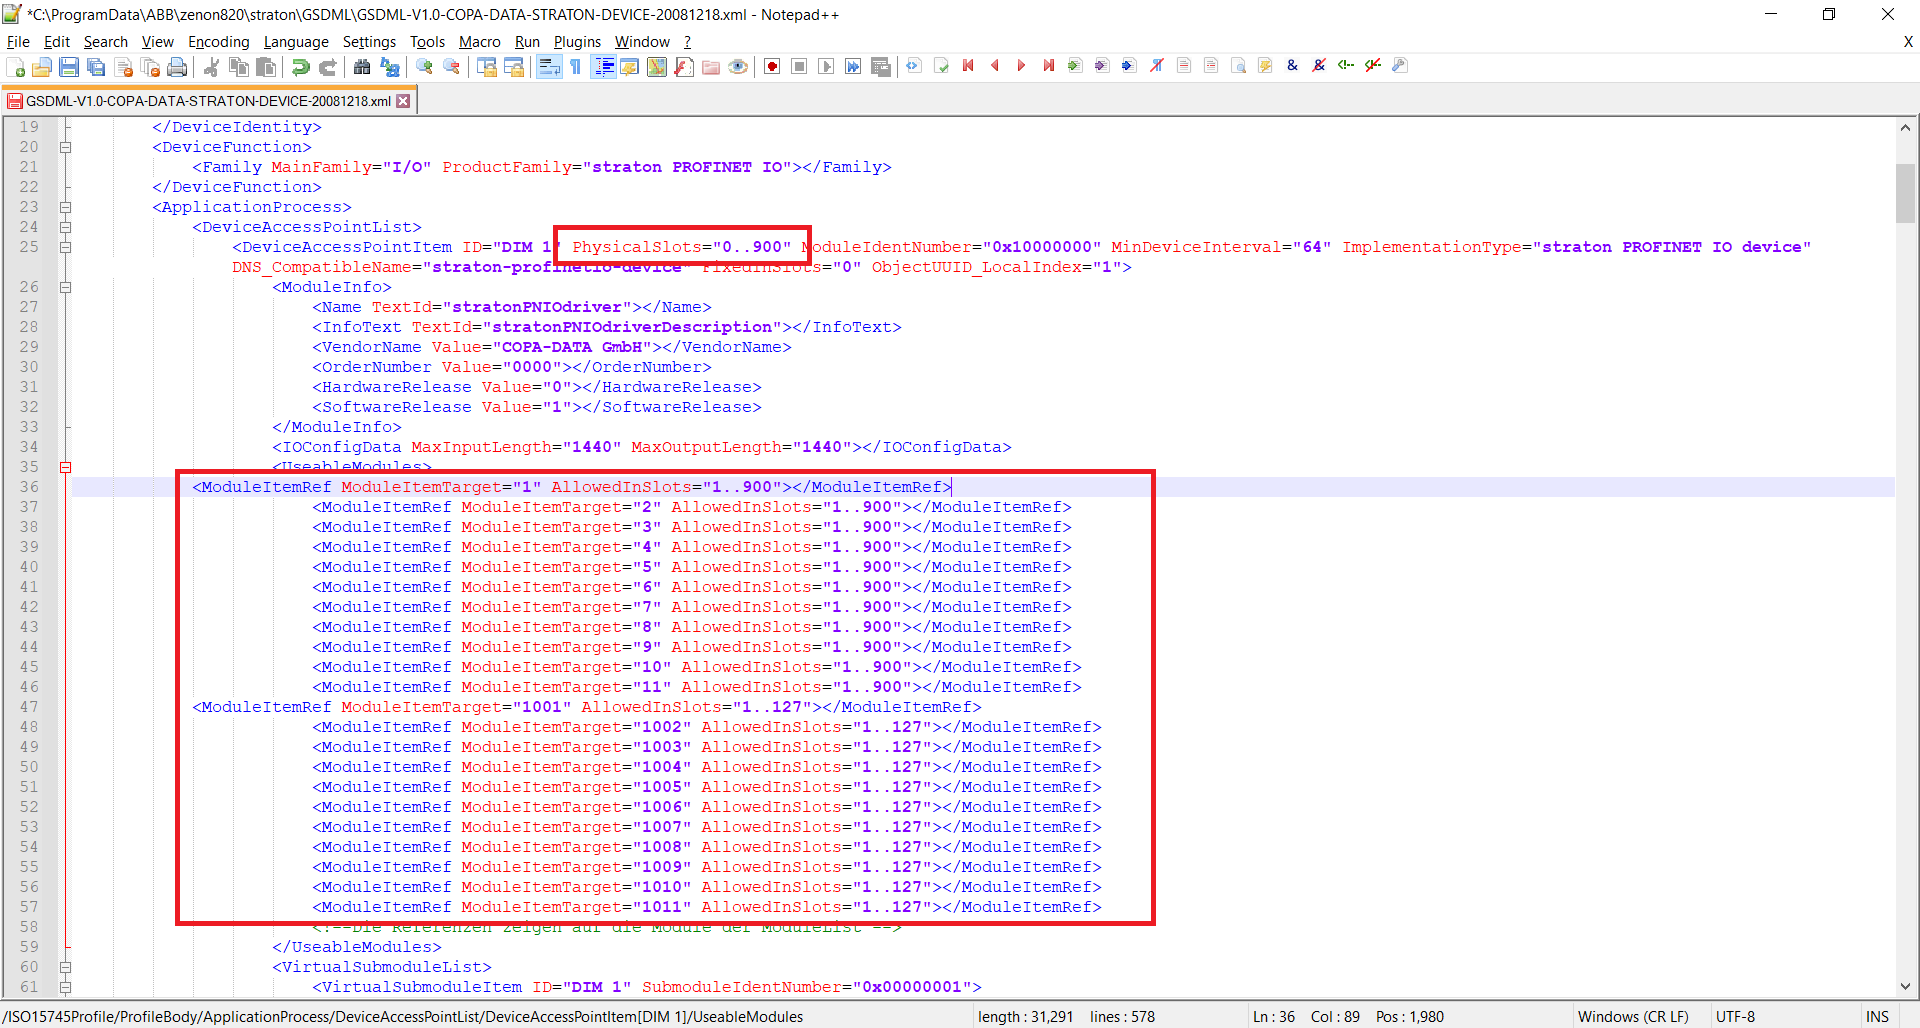 *C:\ProgramData\ABB\zenon820\straton\GSDML\GSDML-V1.0-COPA-DATA-STRATON-DEVICE-20081218.xml - Notepad++
File Edit Search View Encoding Language Settings Tools Macro Run Plugins Window ? X
GSDML-V1.0-COPA-DATA-STRATON-DEVICE-20081218.xml
19 </DeviceIdentity>
20 <DeviceFunction>
21 <Family MainFamily="I/O" ProductFamily="straton PROFINET IO"></Family>
22 </DeviceFunction>
23 <ApplicationProcess>
24 <DeviceAccessPointList>
25 <DeviceAccessPointItem ID="DIM 1" PhysicalSlots="0..900" ModuleIdentNumber="0x10000000" MinDeviceInterval="64" ImplementationType="straton PROFINET IO device"
DNS_CompatibleName="straton-profinetio-device" FixedInSlots="0" ObjectUUID_LocalIndex="1">
26 <ModuleInfo>
27 <Name TextId="stratonPNIOdriver"></Name>
28 <InfoText TextId="stratonPNIOdriverDescription"></InfoText>
29 <VendorName Value="COPA-DATA GmbH"></VendorName>
30 <OrderNumber Value="0000"></OrderNumber>
31 <HardwareRelease Value="0"></HardwareRelease>
32 <SoftwareRelease Value="1"></SoftwareRelease>
33 </ModuleInfo>
34 <IOConfigData MaxInputLength="1440" MaxOutputLength="1440"></IOConfigData>
35 <UseableModules>
36 <ModuleItemRef ModuleItemTarget="1" AllowedInSlots="1..900"></ModuleItemRef>
37 <ModuleItemRef ModuleItemTarget="2" AllowedInSlots="1..900"></ModuleItemRef>
38 <ModuleItemRef ModuleItemTarget="3" AllowedInSlots="1..900"></ModuleItemRef>
39 <ModuleItemRef ModuleItemTarget="4" AllowedInSlots="1..900"></ModuleItemRef>
40 <ModuleItemRef ModuleItemTarget="5" AllowedInSlots="1..900"></ModuleItemRef>
41 <ModuleItemRef ModuleItemTarget="6" AllowedInSlots="1..900"></ModuleItemRef>
42 <ModuleItemRef ModuleItemTarget="7" AllowedInSlots="1..900"></ModuleItemRef>
43 <ModuleItemRef ModuleItemTarget="8" AllowedInSlots="1..900"></ModuleItemRef>
44 <ModuleItemRef ModuleItemTarget="9" AllowedInSlots="1..900"></ModuleItemRef>
45 <ModuleItemRef ModuleItemTarget="10" AllowedInSlots="1..900"></ModuleItemRef>
46 <ModuleItemRef ModuleItemTarget="11" AllowedInSlots="1..900"></ModuleItemRef>
47 <ModuleItemRef ModuleItemTarget="1001" AllowedInSlots="1..127"></ModuleItemRef>
48 <ModuleItemRef ModuleItemTarget="1002" AllowedInSlots="1..127"></ModuleItemRef>
49 <ModuleItemRef ModuleItemTarget="1003" AllowedInSlots="1..127"></ModuleItemRef>
50 <ModuleItemRef ModuleItemTarget="1004" AllowedInSlots="1..127"></ModuleItemRef>
51 <ModuleItemRef ModuleItemTarget="1005" AllowedInSlots="1..127"></ModuleItemRef>
52 <ModuleItemRef ModuleItemTarget="1006" AllowedInSlots="1..127"></ModuleItemRef>
53 <ModuleItemRef ModuleItemTarget="1007" AllowedInSlots="1..127"></ModuleItemRef>
54 <ModuleItemRef ModuleItemTarget="1008" AllowedInSlots="1..127"></ModuleItemRef>
55 <ModuleItemRef ModuleItemTarget="1009" AllowedInSlots="1..127"></ModuleItemRef>
56 <ModuleItemRef ModuleItemTarget="1010" AllowedInSlots="1..127"></ModuleItemRef>
57 <ModuleItemRef ModuleItemTarget="1011" AllowedInSlots="1..127"></ModuleItemRef>
58 <!--Die Referenzen zeigen auf die Module der ModuleList -->
59 </UseableModules>
60 <VirtualSubmoduleList>
61 <VirtualSubmoduleItem ID="DIM 1" SubmoduleIdentNumber="0x00000001">
/ISO15745Profile/ProfileBody/ApplicationProcess/DeviceAccessPointList/DeviceAccessPointItem[DIM 1]/UseableModules length : 31,291 lines : 578 Ln : 36 Col : 89 Pos : 1,980 Windows (CR LF) UTF-8 INS